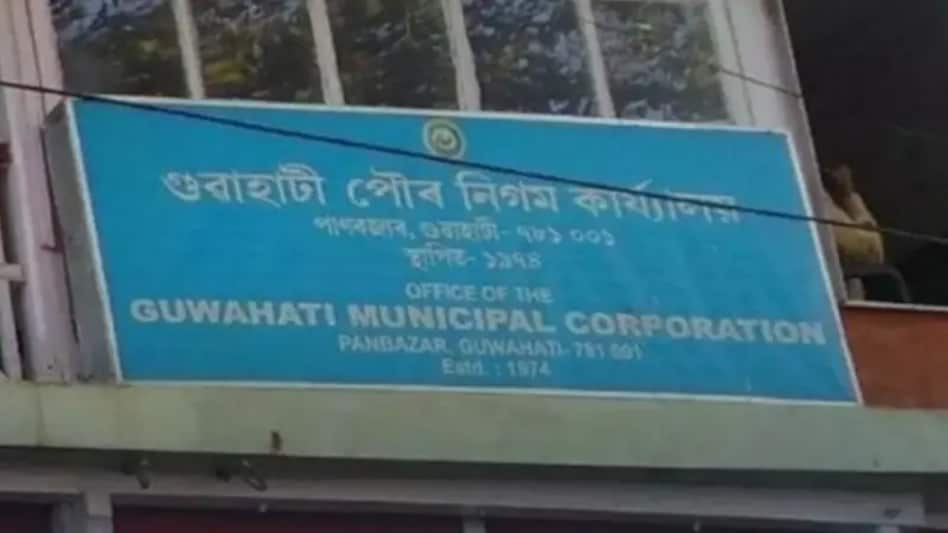 গুৱাহাটী পৌৰ নিগম কাৰ্য্যালয়
পাণবজাৰ, গুৱাহাটী- ৭৮১ ০০১
স্থাপিত- ১৯৭৪
OFFICE OF THE
GUWAHATI MUNICIPAL CORPORATION
PANBAZAR, GUWAHATI- 781 001
Estd. : 1974